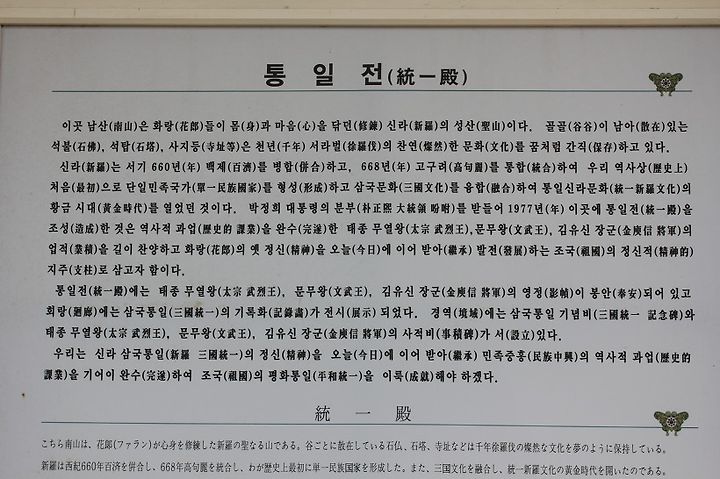 통 일 전(統一殿)
이곳 남산(南山)은 화랑(花郎)들이 몸(身)과 마음(心)을 닦던(修鍊) 신라(新羅)의 성산(聖山)이다. 골골(谷谷)이 남아(散在)있는
석불(石佛), 석탑(石塔), 사지등(寺址等)은 천년(千年) 서라벌(徐羅伐)의 찬연(燦然)한 문화(文化)를 꿈처럼 간직(保存)하고 있다.
신라(新羅)는 서기 660년(年) 백제(百濟)를 병합(併合)하고, 668년(年) 고구려(高句麗)를 통합(統合)하여 우리 역사상(歷史上)
처음(最初)으로 단일민족국가(單一民族國家)를 형성(形成)하고 삼국문화(三國文化)를 융합(融合)하여 통일신라문화(統一新羅文化)의
황금 시대(黃金時代)를 열었던 것이다. 박정희 대통령의 분부(朴正熙 大統領 吩咐)를 받들어 1977년(年) 이곳에 통일전(統一殿)을
조성(造成)한 것은 역사적 과업(歷史的 課業)을 완수(完遂)한 태종 무열왕(太宗 武烈王),문무왕(文武王), 김유신 장군(金庾信 將軍)의
업적(業積)을 길이 찬양하고 화랑(花郎)의 옛 정신(精神)을 오늘(今日)에 이어 받아(繼承) 발전(發展)하는 조국(祖國)의 정신적(精神的)
지주(支柱)로 삼고자 함이다.
통일전(統一殿)에는 태종 무열왕(太宗 武烈王), 문무왕(文武王), 김유신 장군(金庾信 將軍)의 영정(影幀)이 봉안(奉安)되어 있고
회랑(廻廊)에는 삼국통일(三國統一)의 기록화(記錄畵)가 전시(展示) 되었다. 경역(境域)에는 삼국통일 기념비(三國統一 記念碑)와
태종 무열왕(太宗 武烈王), 문무왕(文武王), 김유신 장군(金庾信 將軍)의 사적비(事積碑)가 서(設立)있다.
우리는 신라 삼국통일(新羅 三國統一)의 정신(精神)을 오늘(今日)에 이어 받아(繼承) 민족중흥(民族中興)의 역사적 과업(歷史的
課業)을 기어이 완수(完遂)하여 조국(祖國)의 평화통일(平和統一)을 이룩(成就)해야 하겠다.
統 一 殿
こちら南山は、花郎(ファラン)が心身を修練した新羅の聖なる山である。谷ごとに散在している石仏、石塔、寺址などは千年徐羅伐の燦然な文化を夢のように保持している。
新羅は西紀660年百済を併合し、668年高句麗を統合し、わが歴史上最初に単一民族国家を形成した。また、三国文化を融合し、統一新羅文化の黄金時代を開いたのである。